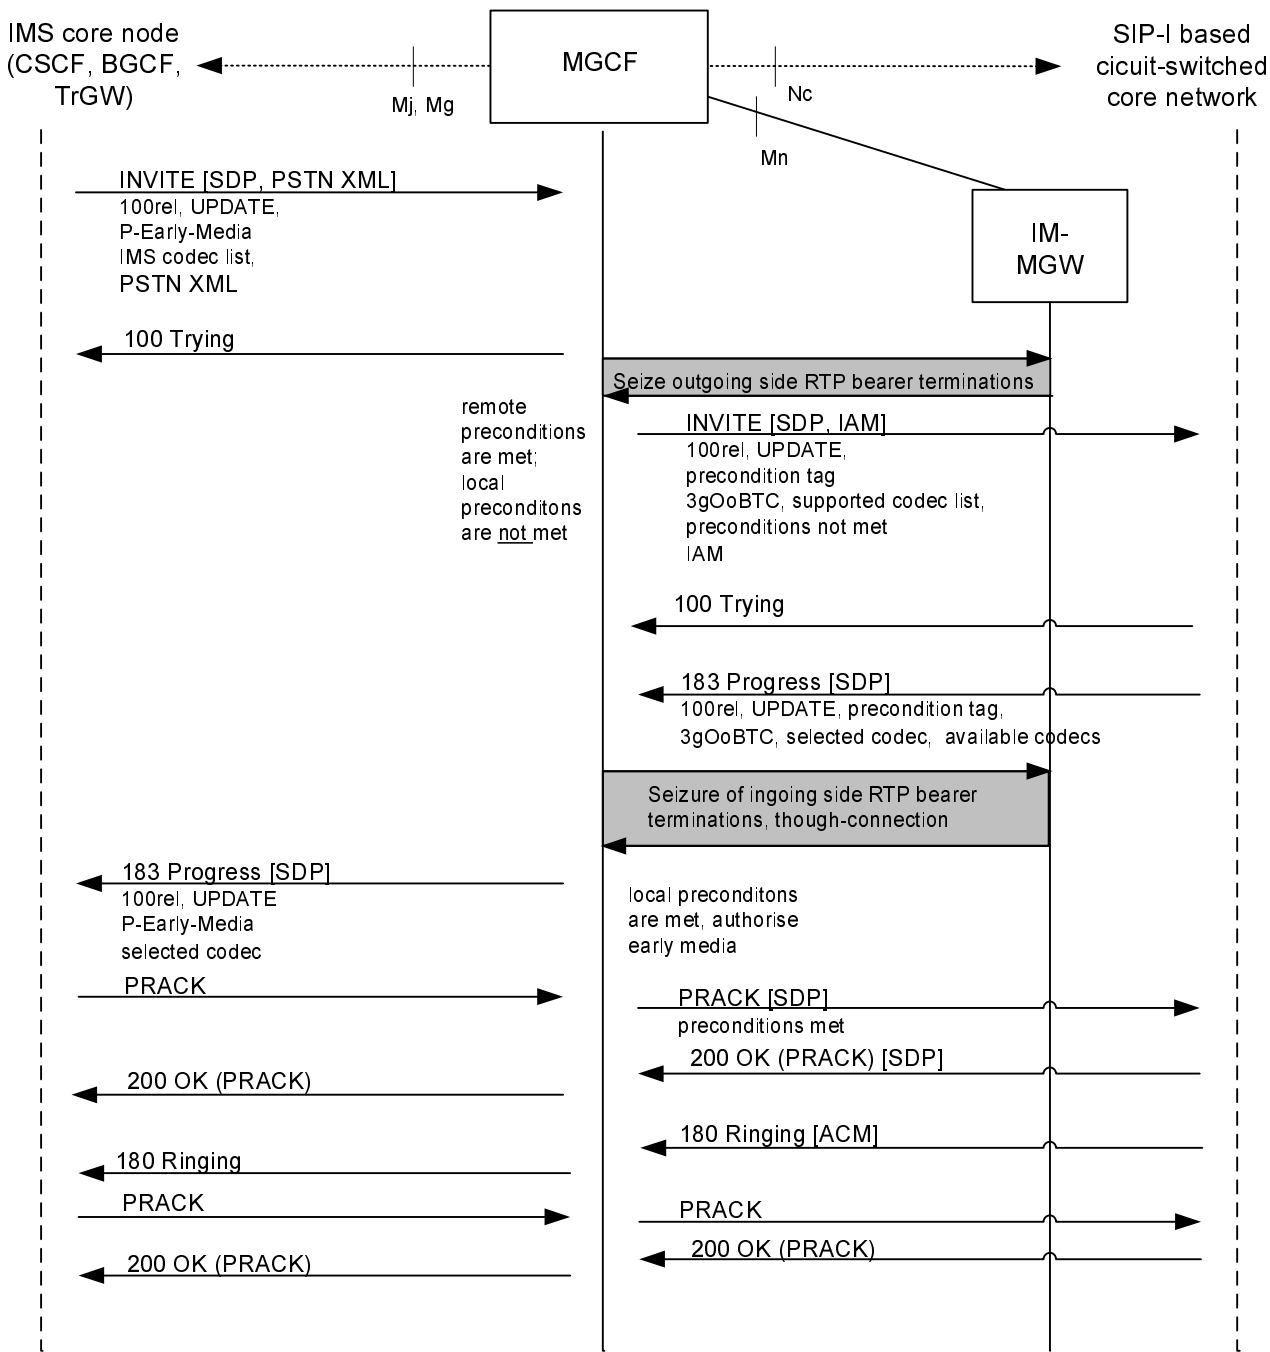 IMS core node
(CSCF, BGCF,
TrGW)
MGCF
SIP-I based
cicuit-switched
core network
Mj, Mg
Nc
Mn
INVITE [SDP, PSTN XML]
100rel, UPDATE,
P-Early-Media
IMS codec list,
PSTN XML
IM-
MGW
100 Trying
Seize outgoing side RTP bearer terminations
remote
preconditions
are met;
local
preconditons
are not met
INVITE [SDP, IAM]
100rel, UPDATE,
precondition tag
3gOoBTC, supported codec list,
preconditions not met
IAM
100 Trying
183 Progress [SDP]
100rel, UPDATE, precondition tag,
3gOoBTC, selected codec, available codecs
Seizure of ingoing side RTP bearer
terminations, though-connection
183 Progress [SDP]
100rel, UPDATE
P-Early-Media
selected codec
local preconditons
are met, authorise
early media
PRACK
PRACK [SDP]
preconditions met
200 OK (PRACK) [SDP]
200 OK (PRACK)
180 Ringing [ACM]
180 Ringing
PRACK
PRACK
200 OK (PRACK)
200 OK (PRACK)